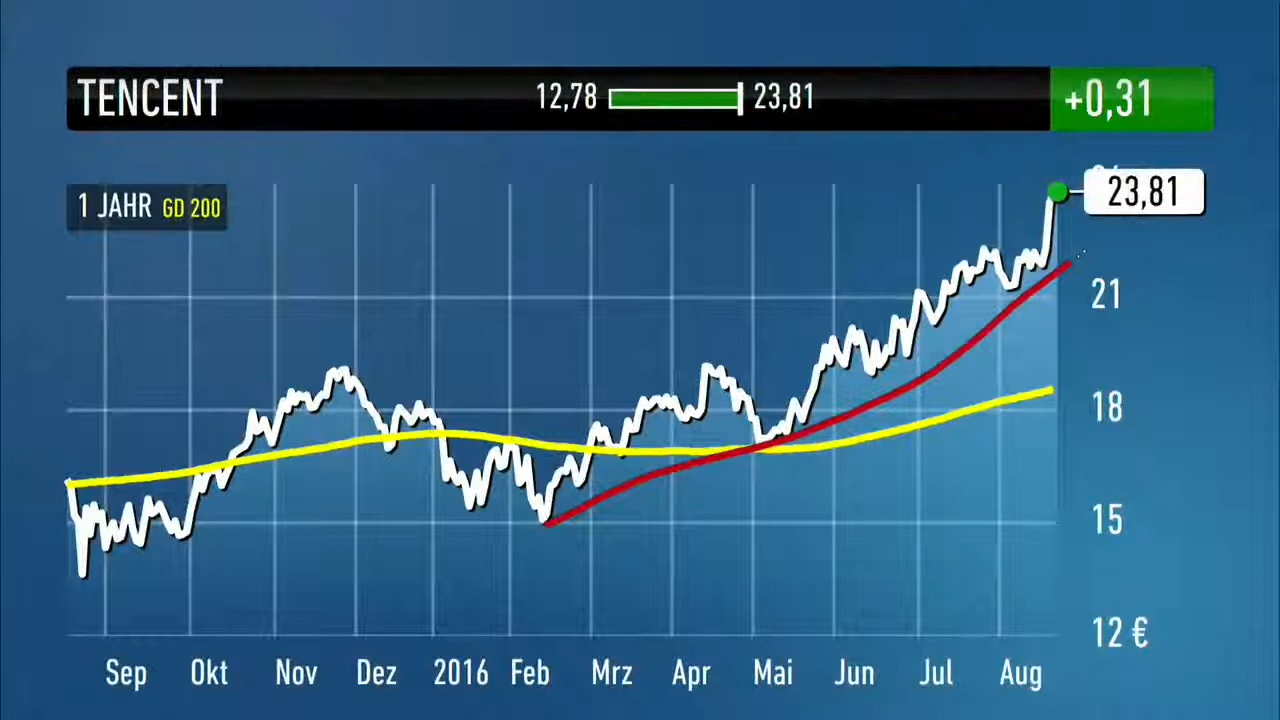 TENCENT 12,78 23,81 +0,31
1 JAHR GD 200
23,81
21
18
15
12 €
Sep Okt Nov Dez 2016 Feb Mrz Apr Mai Jun Jul Aug